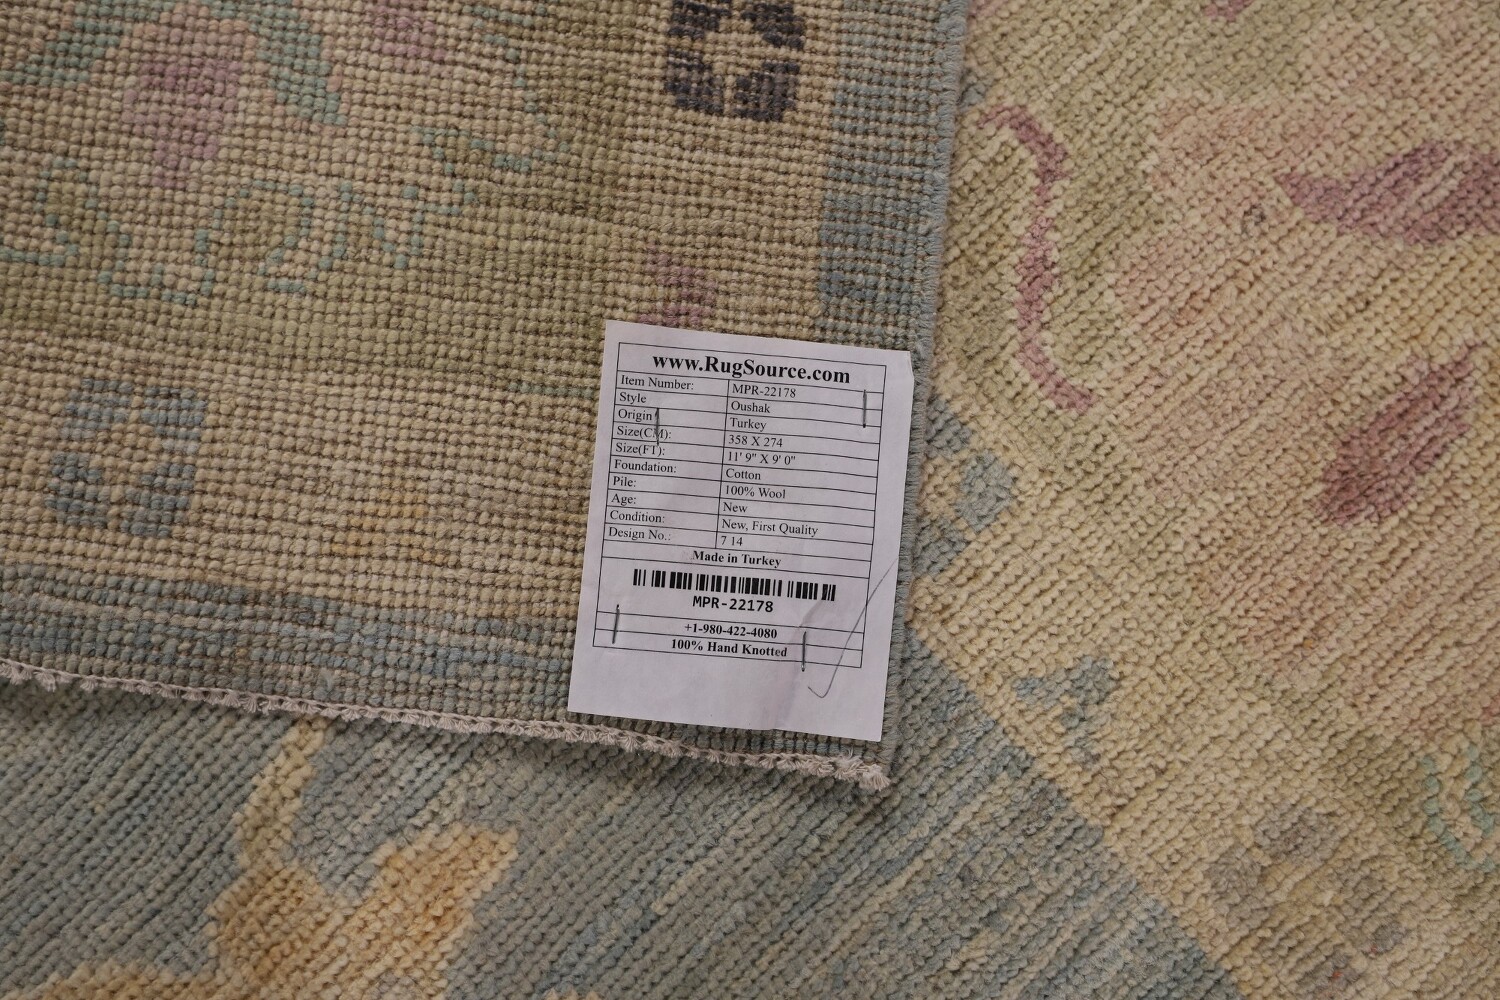 www.RugSource.com
Item Number: MPR-22178
Style Oushak
Origin Turkey
Size(CM): 358 X 274
Size(FT): 11' 9" X 9' 0"
Foundation: Cotton
Pile: 100% Wool
Age: New
Condition: New, First Quality
Design No.: 7 14
Made in Turkey
MPR-22178
+1-980-422-4080
100% Hand Knotted